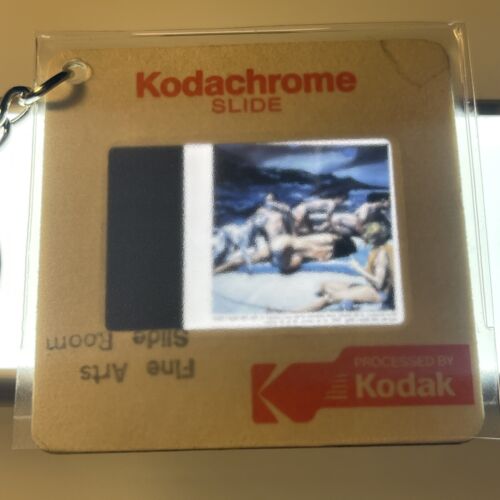 Kodachrome
SLIDE
Fine Arts
Slide Room
PROCESSED BY
Kodak